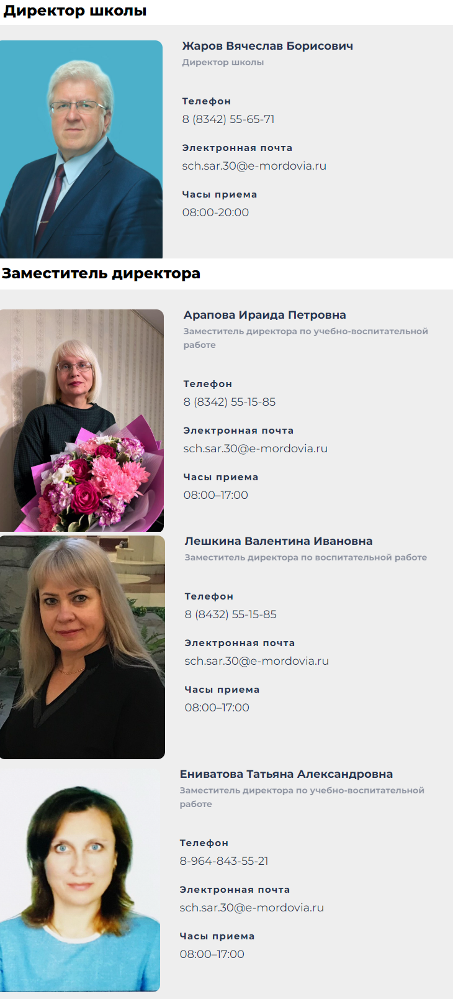 Директор школы
Жаров Вячеслав Борисович
Директор школы
Телефон
8 (8342) 55-65-71
Электронная почта
sch.sar.30@e-mordovia.ru
Часы приема
08:00-20:00
Заместитель директора
Арапова Ираида Петровна
Заместитель директора по учебно-воспитательной
работе
Телефон
8 (8342) 55-15-85
Электронная почта
sch.sar.30@e-mordovia.ru
Часы приема
08:00–17:00
Лешкина Валентина Ивановна
Заместитель директора по воспитательной работе
Телефон
8 (8432) 55-15-85
Электронная почта
sch.sar.30@e-mordovia.ru
Часы приема
08:00–17:00
Ениватова Татьяна Александровна
Заместитель директора по учебно-воспитательной
работе
Телефон
8-964-843-55-21
Электронная почта
sch.sar.30@e-mordovia.ru
Часы приема
08:00–17:00